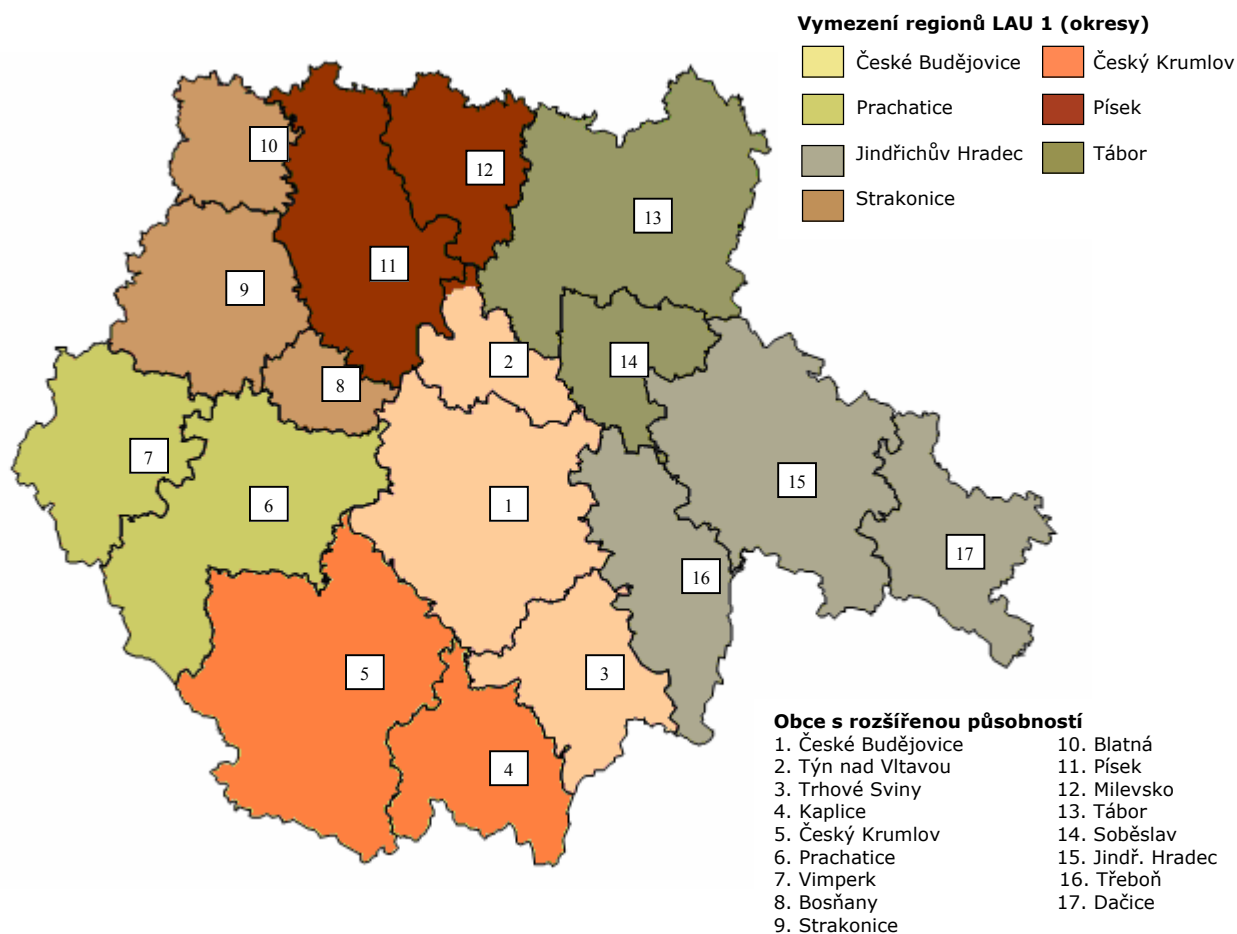 Vymezení regionů LAU 1 (okresy)
České Budějovice
Český Krumlov
Prachatice
Písek
Jindřichův Hradec
Tábor
Strakonice
10
12
13
11
9
2
14
8
7
15
6
1
17
16
5
3
4
Obce s rozšířenou působností
1. České Budějovice
2. Týn nad Vltavou
3. Trhové Sviny
4. Kaplice
5. Český Krumlov
6. Prachatice
7. Vimperk
8. Bosňany
9. Strakonice
10. Blatná
11. Písek
12. Milevsko
13. Tábor
14. Soběslav
15. Jindř. Hradec
16. Třeboň
17. Dačice